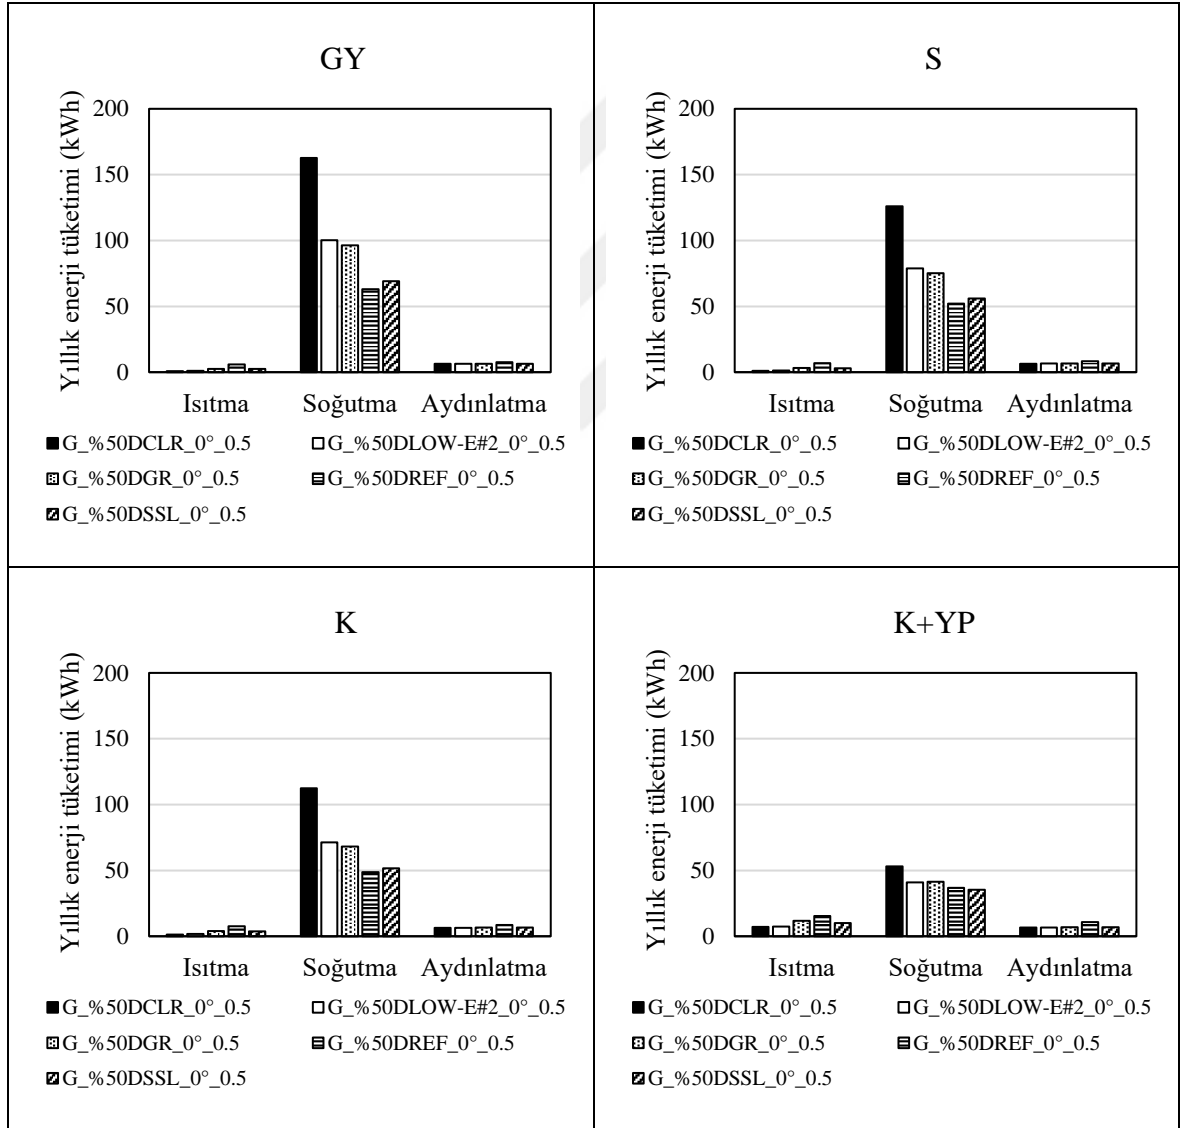 GY
Yıllık enerji tüketimi (kWh)
200
150
100
50
0
Isıtma Soğutma Aydınlatma
G_%50DCLR_0°_0.5 G_%50DLOW-E#2_0°_0.5
G_%50DGR_0°_0.5 G_%50DREF_0°_0.5
G_%50DSSL_0°_0.5
S
Yıllık enerji tüketimi (kWh)
200
150
100
50
0
Isıtma Soğutma Aydınlatma
G_%50DCLR_0°_0.5 G_%50DLOW-E#2_0°_0.5
G_%50DGR_0°_0.5 G_%50DREF_0°_0.5
G_%50DSSL_0°_0.5
K
Yıllık enerji tüketimi (kWh)
200
150
100
50
0
Isıtma Soğutma Aydınlatma
G_%50DCLR_0°_0.5 G_%50DLOW-E#2_0°_0.5
G_%50DGR_0°_0.5 G_%50DREF_0°_0.5
G_%50DSSL_0°_0.5
K+YP
Yıllık enerji tüketimi (kWh)
200
150
100
50
0
Isıtma Soğutma Aydınlatma
G_%50DCLR_0°_0.5 G_%50DLOW-E#2_0°_0.5
G_%50DGR_0°_0.5 G_%50DREF_0°_0.5
G_%50DSSL_0°_0.5